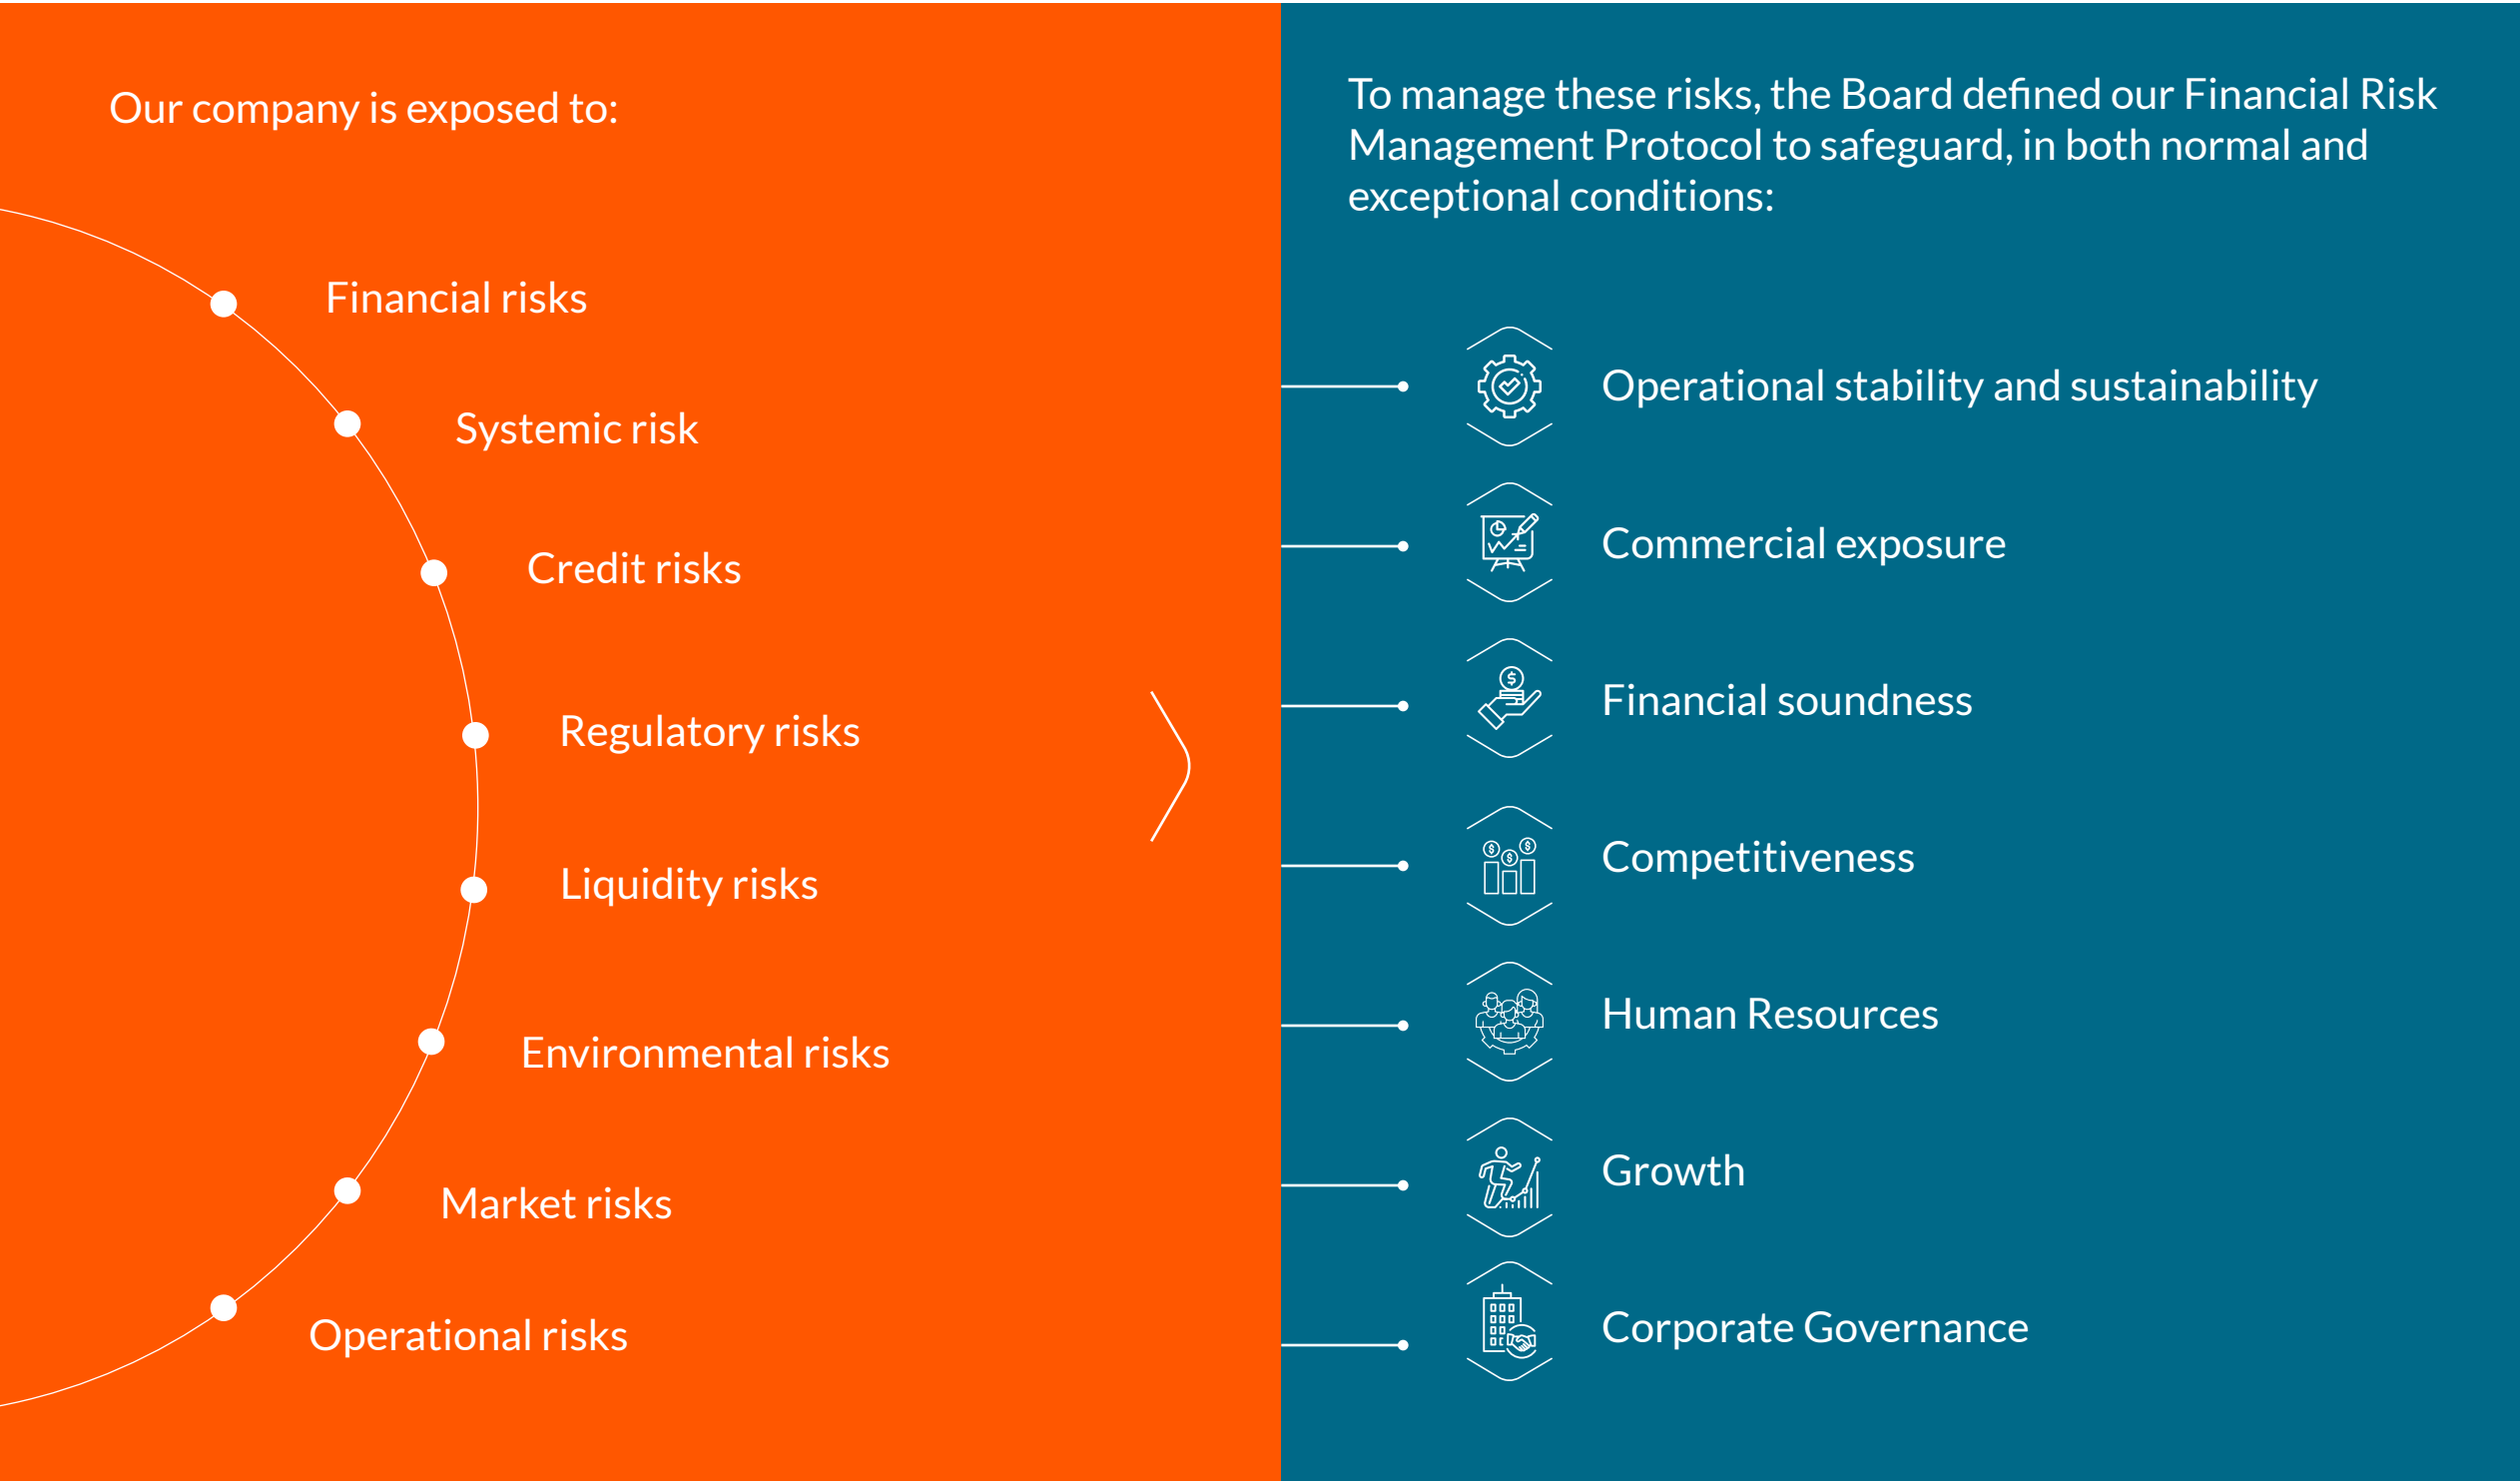 Our company is exposed to:
Financial risks
Systemic risk
Credit risks
Regulatory risks
Liquidity risks
Environmental risks
Market risks
Operational risks
To manage these risks, the Board defined our Financial Risk
Management Protocol to safeguard, in both normal and
exceptional conditions:
Operational stability and sustainability
Commercial exposure
Financial soundness
Competitiveness
Human Resources
Growth
Corporate Governance